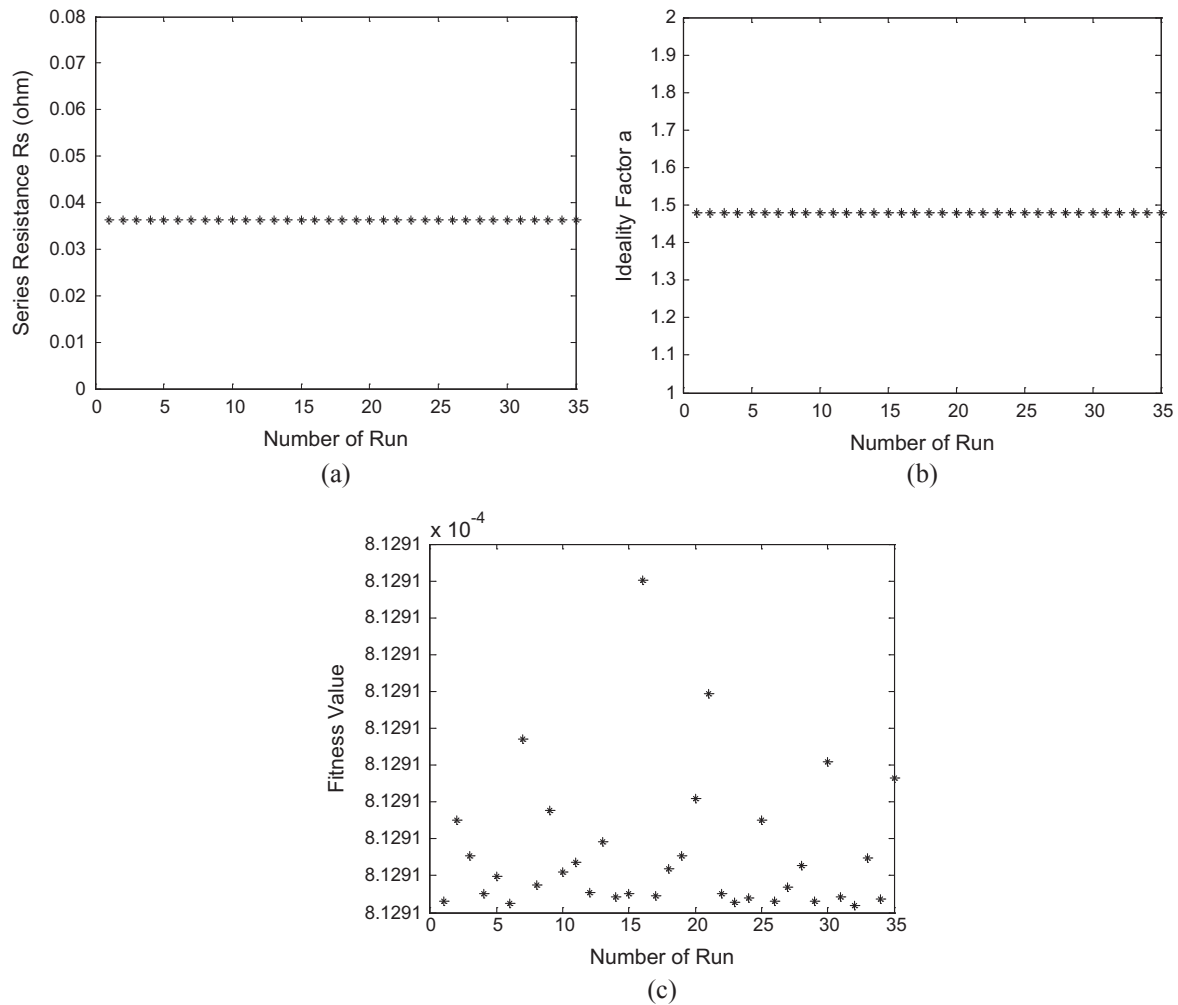 0.08
0.07
0.06
0.05
0.04
0.03
0.02
0.01
0
Series Resistance Rs (ohm)
0 5 10 15 20 25 30 35
Number of Run
(a)
2
1.9
1.8
1.7
1.6
1.5
1.4
1.3
1.2
1.1
1
Ideality Factor a
0 5 10 15 20 25 30 35
Number of Run
(b)
x 10-4
8.1291
8.1291
8.1291
8.1291
8.1291
8.1291
8.1291
8.1291
8.1291
8.1291
8.1291
Fitness Value
0 5 10 15 20 25 30 35
Number of Run
(c)